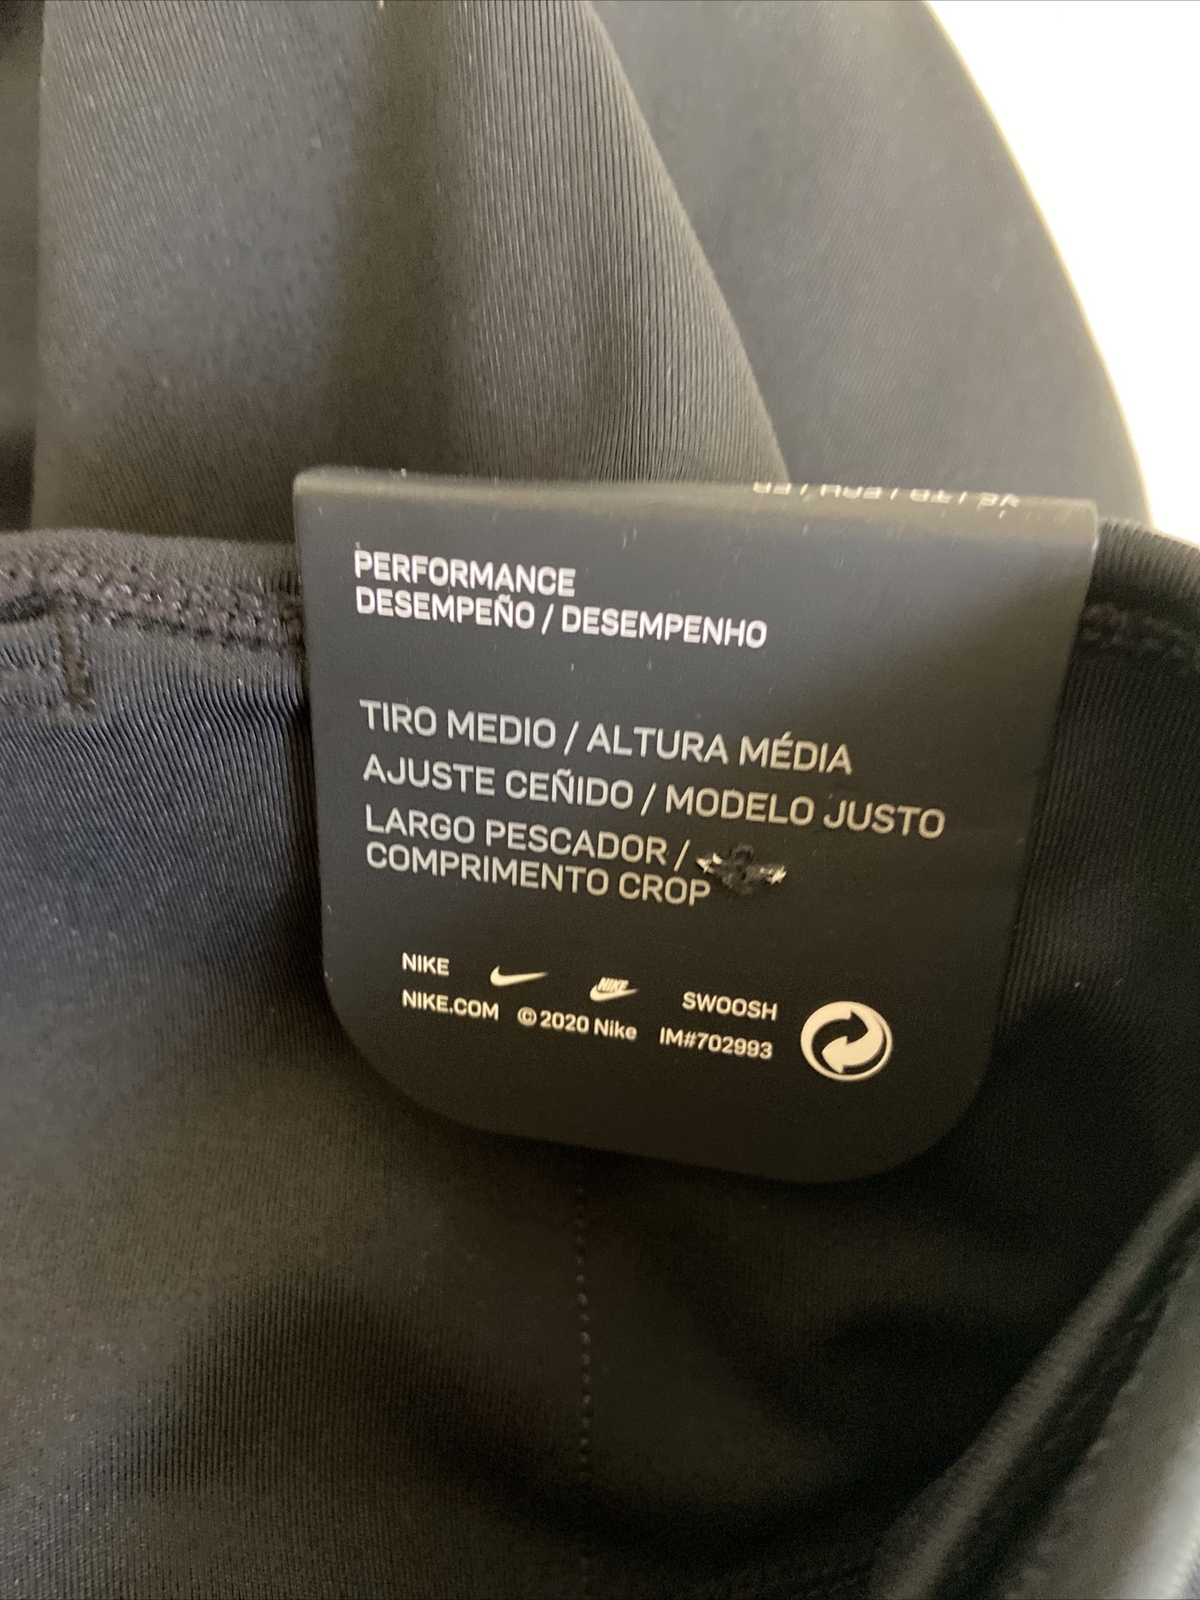 PERFORMANCE
DESEMPEÑO / DESEMPENHO
TIRO MEDIO / ALTURA MÉDIA
AJUSTE CEÑIDO / MODELO JUSTO
LARGO PESCADOR /
COMPRIMENTO CROP
NIKE NIKE SWOOSH
NIKE.COM ©2020 Nike IM#702993